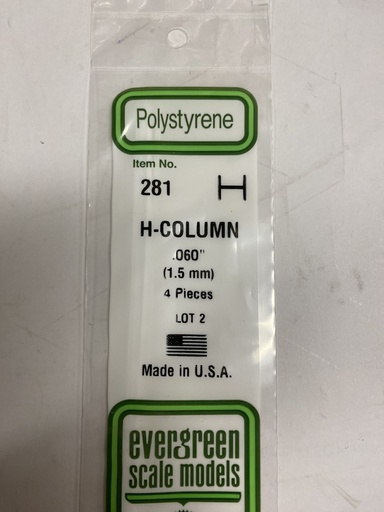 Polystyrene
Item No.
281
H-COLUMN
.060"
(1.5 mm)
4 Pieces
LOT 2
Made in U.S.A.
evergreen
scale models